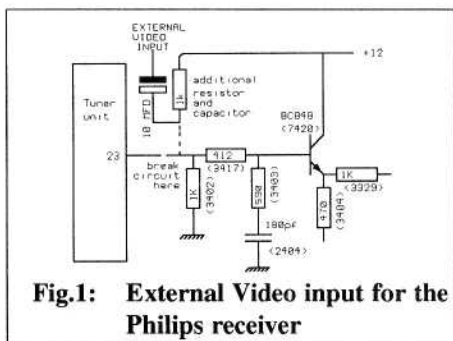 EXTERNAL
VIDEO
INPUT
+12
10 MFD
1k
additional
resistor
and
capacitor
Tuner
unit
BC848
(7420)
23
break
circuit
here
412
(3417)
1K
(3402)
590
(3403)
1K
(3329)
470
(3404)
180pf
(2404)
Fig.1: External Video input for the
Philips receiver